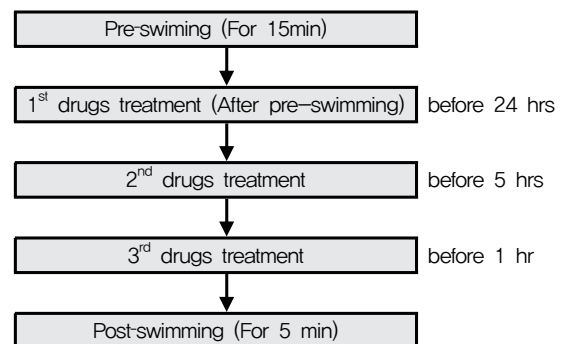 Pre-swiming (For 15min)
1st drugs treatment (After pre-swimming) before 24 hrs
2nd drugs treatment before 5 hrs
3rd drugs treatment before 1 hr
Post-swimming (For 5 min)